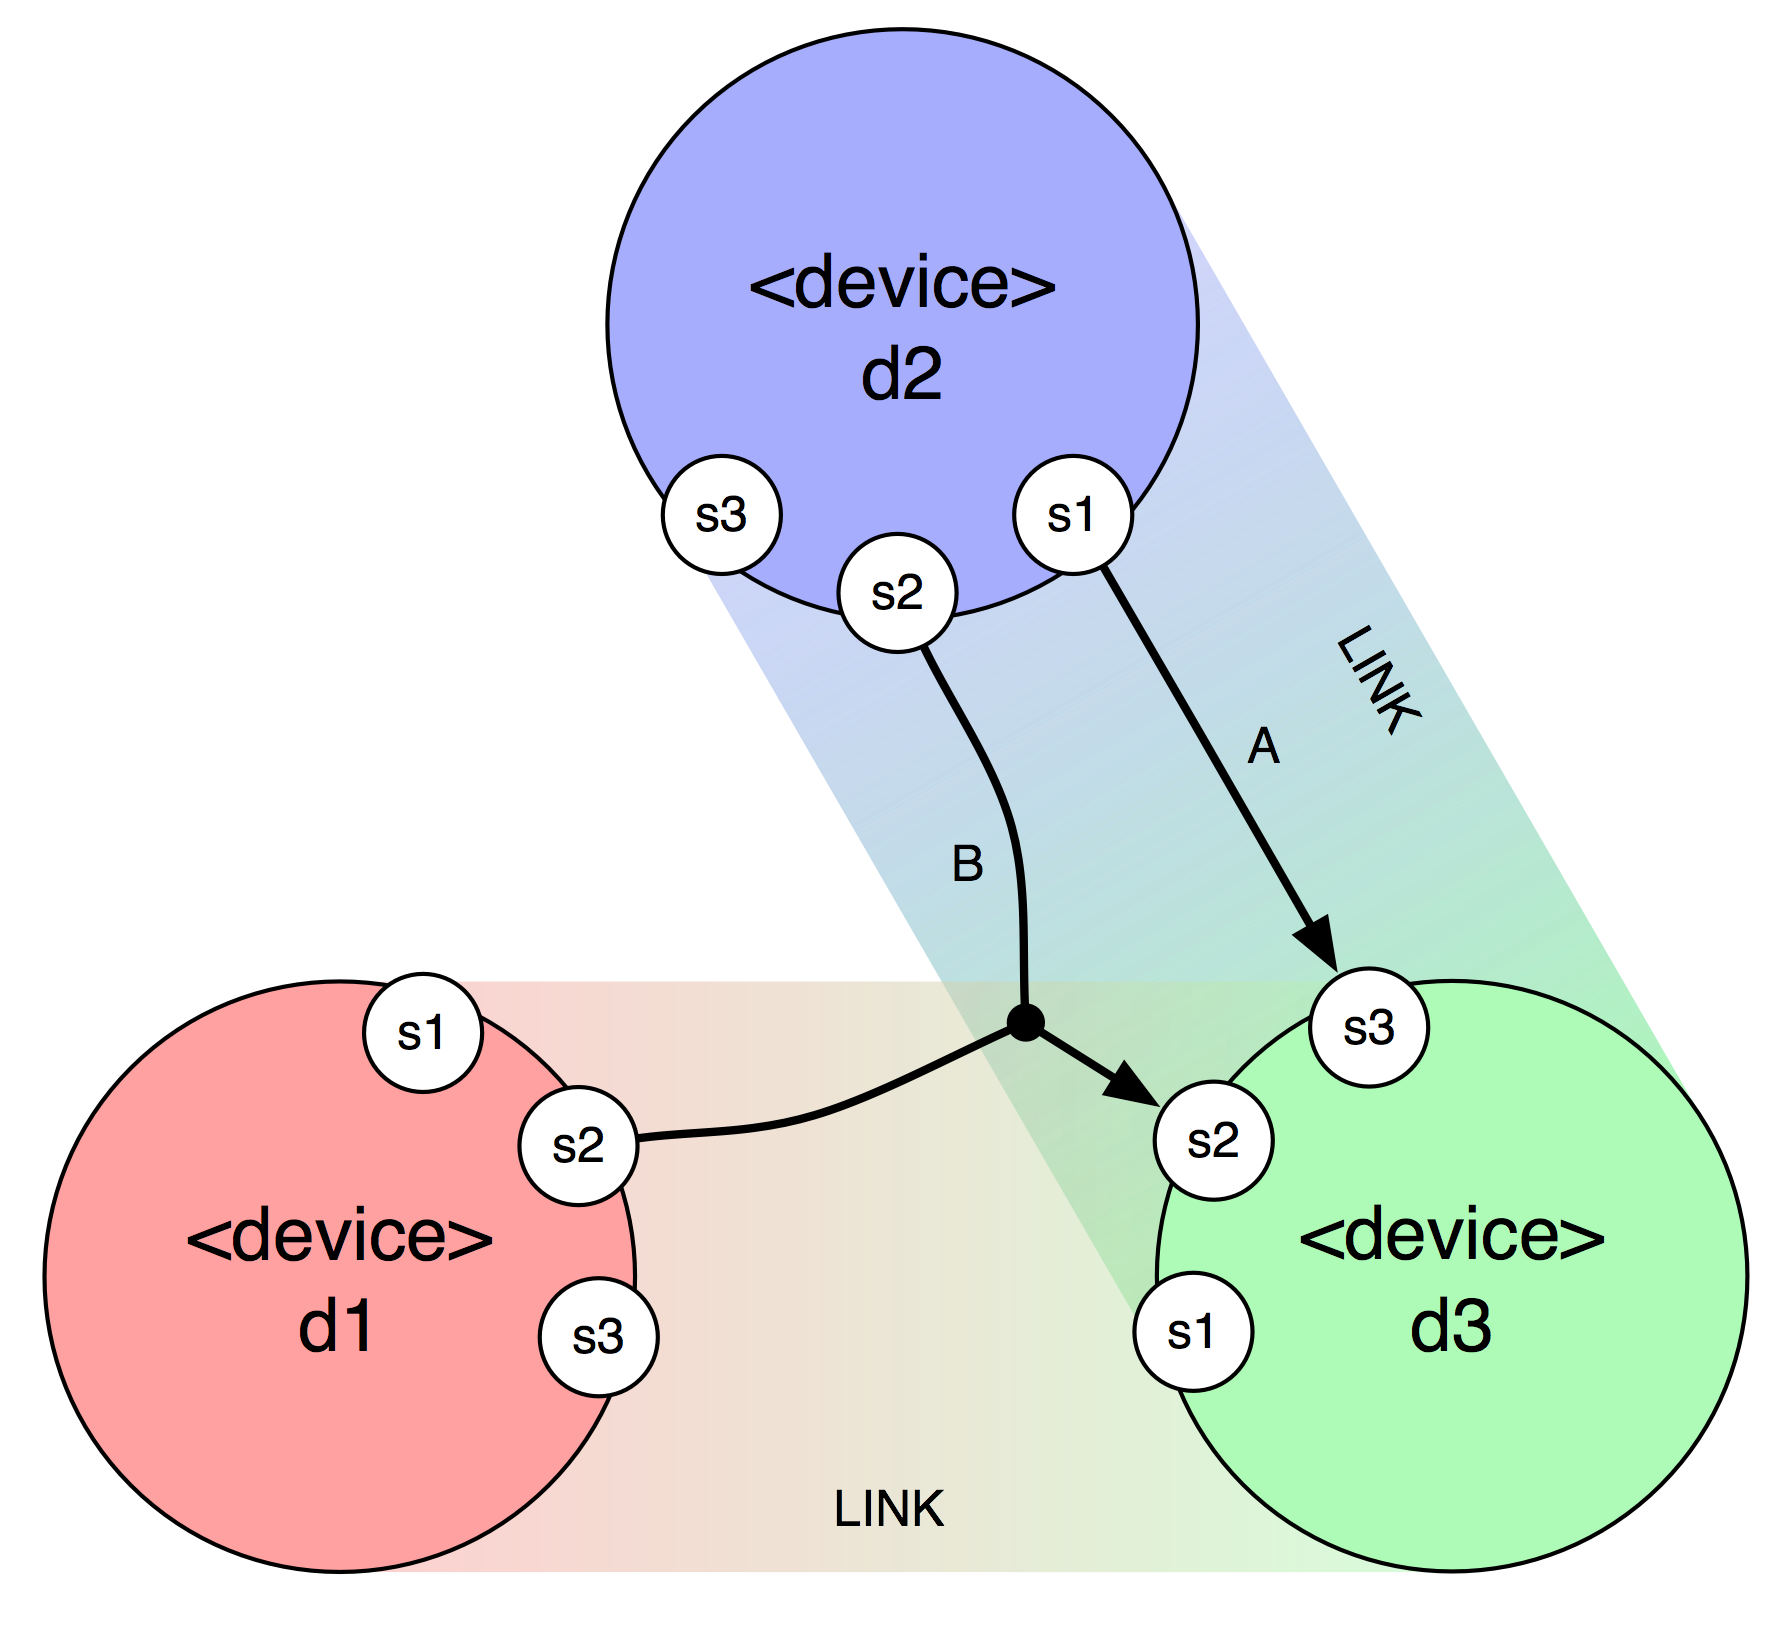 <device>
d2
s3
s1
s2
LINK
A
B
s1
s3
s2
s2
<device>
d1
<device>
d3
s3
s1
LINK